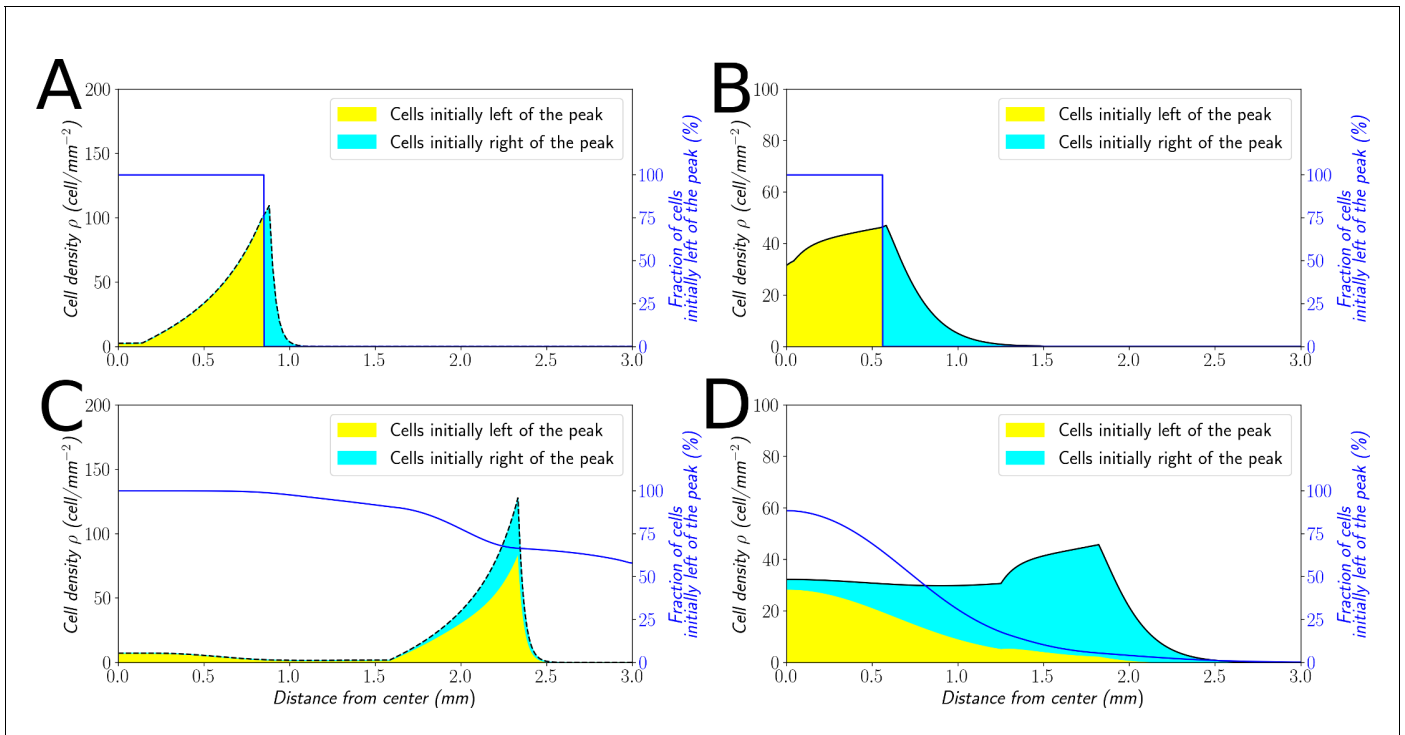 A
200
150
100
50
0
Cell density ρ (cell/mm⁻²)
Cells initially left of the peak
Cells initially right of the peak
100
75
50
25
0
Fraction of cells
initially left of the peak (%)
0.0 0.5 1.0 1.5 2.0 2.5 3.0
B
100
80
60
40
20
0
Cell density ρ (cell/mm⁻²)
Cells initially left of the peak
Cells initially right of the peak
100
75
50
25
0
Fraction of cells
initially left of the peak (%)
0.0 0.5 1.0 1.5 2.0 2.5 3.0
C
200
150
100
50
0
Cell density ρ (cell/mm⁻²)
Cells initially left of the peak
Cells initially right of the peak
100
75
50
25
0
Fraction of cells
initially left of the peak (%)
0.0 0.5 1.0 1.5 2.0 2.5 3.0
Distance from center (mm)
D
100
80
60
40
20
0
Cell density ρ (cell/mm⁻²)
Cells initially left of the peak
Cells initially right of the peak
100
75
50
25
0
Fraction of cells
initially left of the peak (%)
0.0 0.5 1.0 1.5 2.0 2.5 3.0
Distance from center (mm)